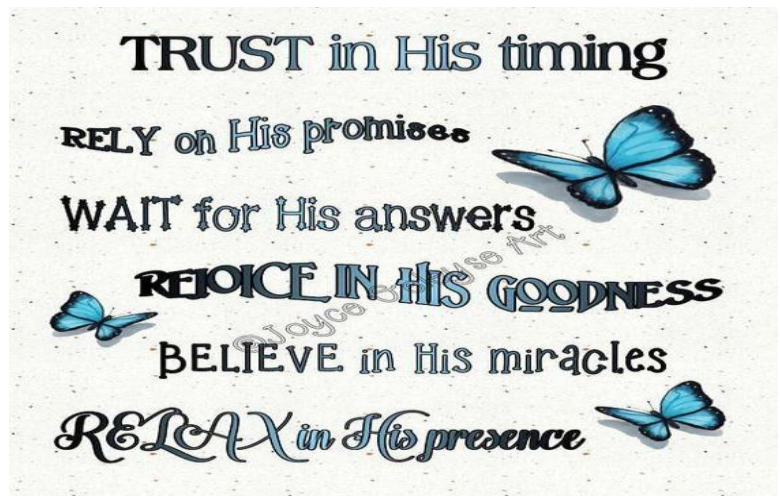 TRUST in His timing
RELY on His promises
WAIT for His answers
REJOICE IN HIS GOODNESS
BELIEVE in His miracles
RELAX in His presence